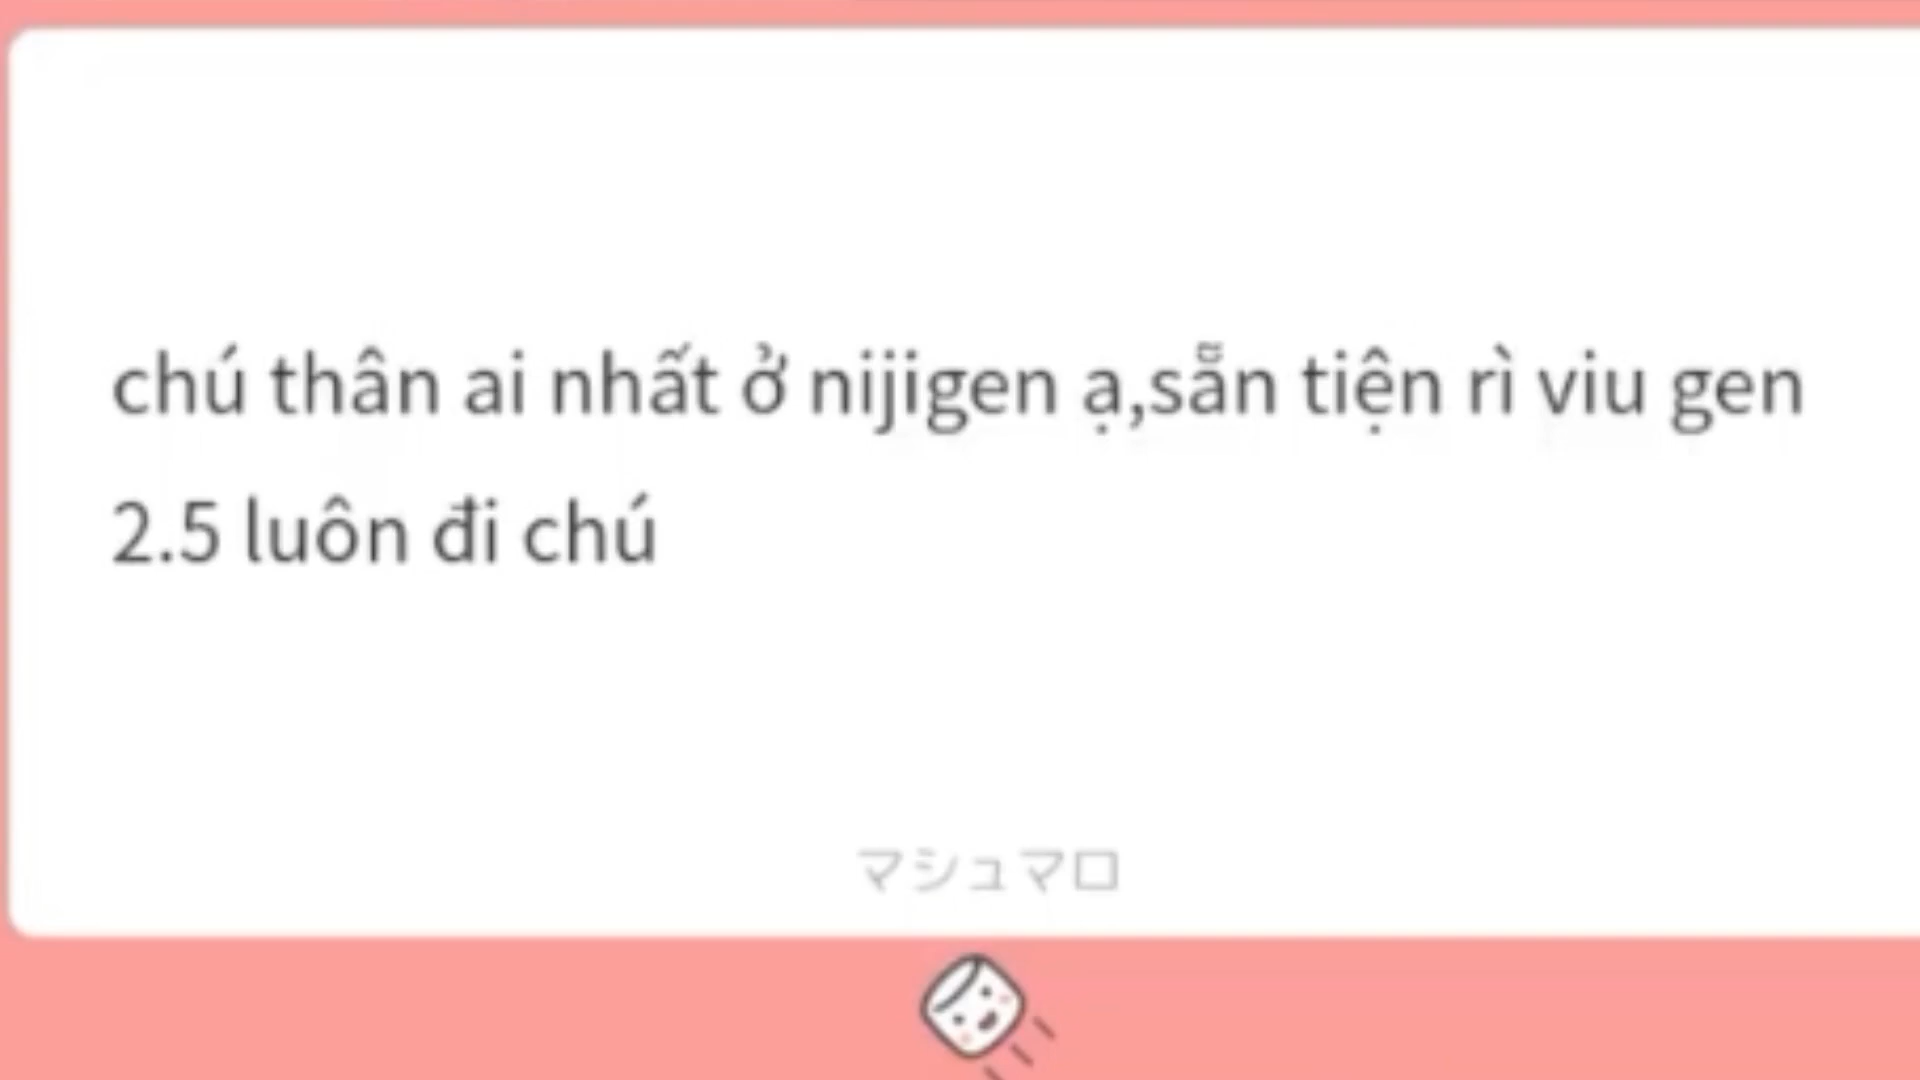 chú thân ai nhất ở nijigen ạ,sẵn tiện rì viu gen
2.5 luôn đi chú
マシュマロ